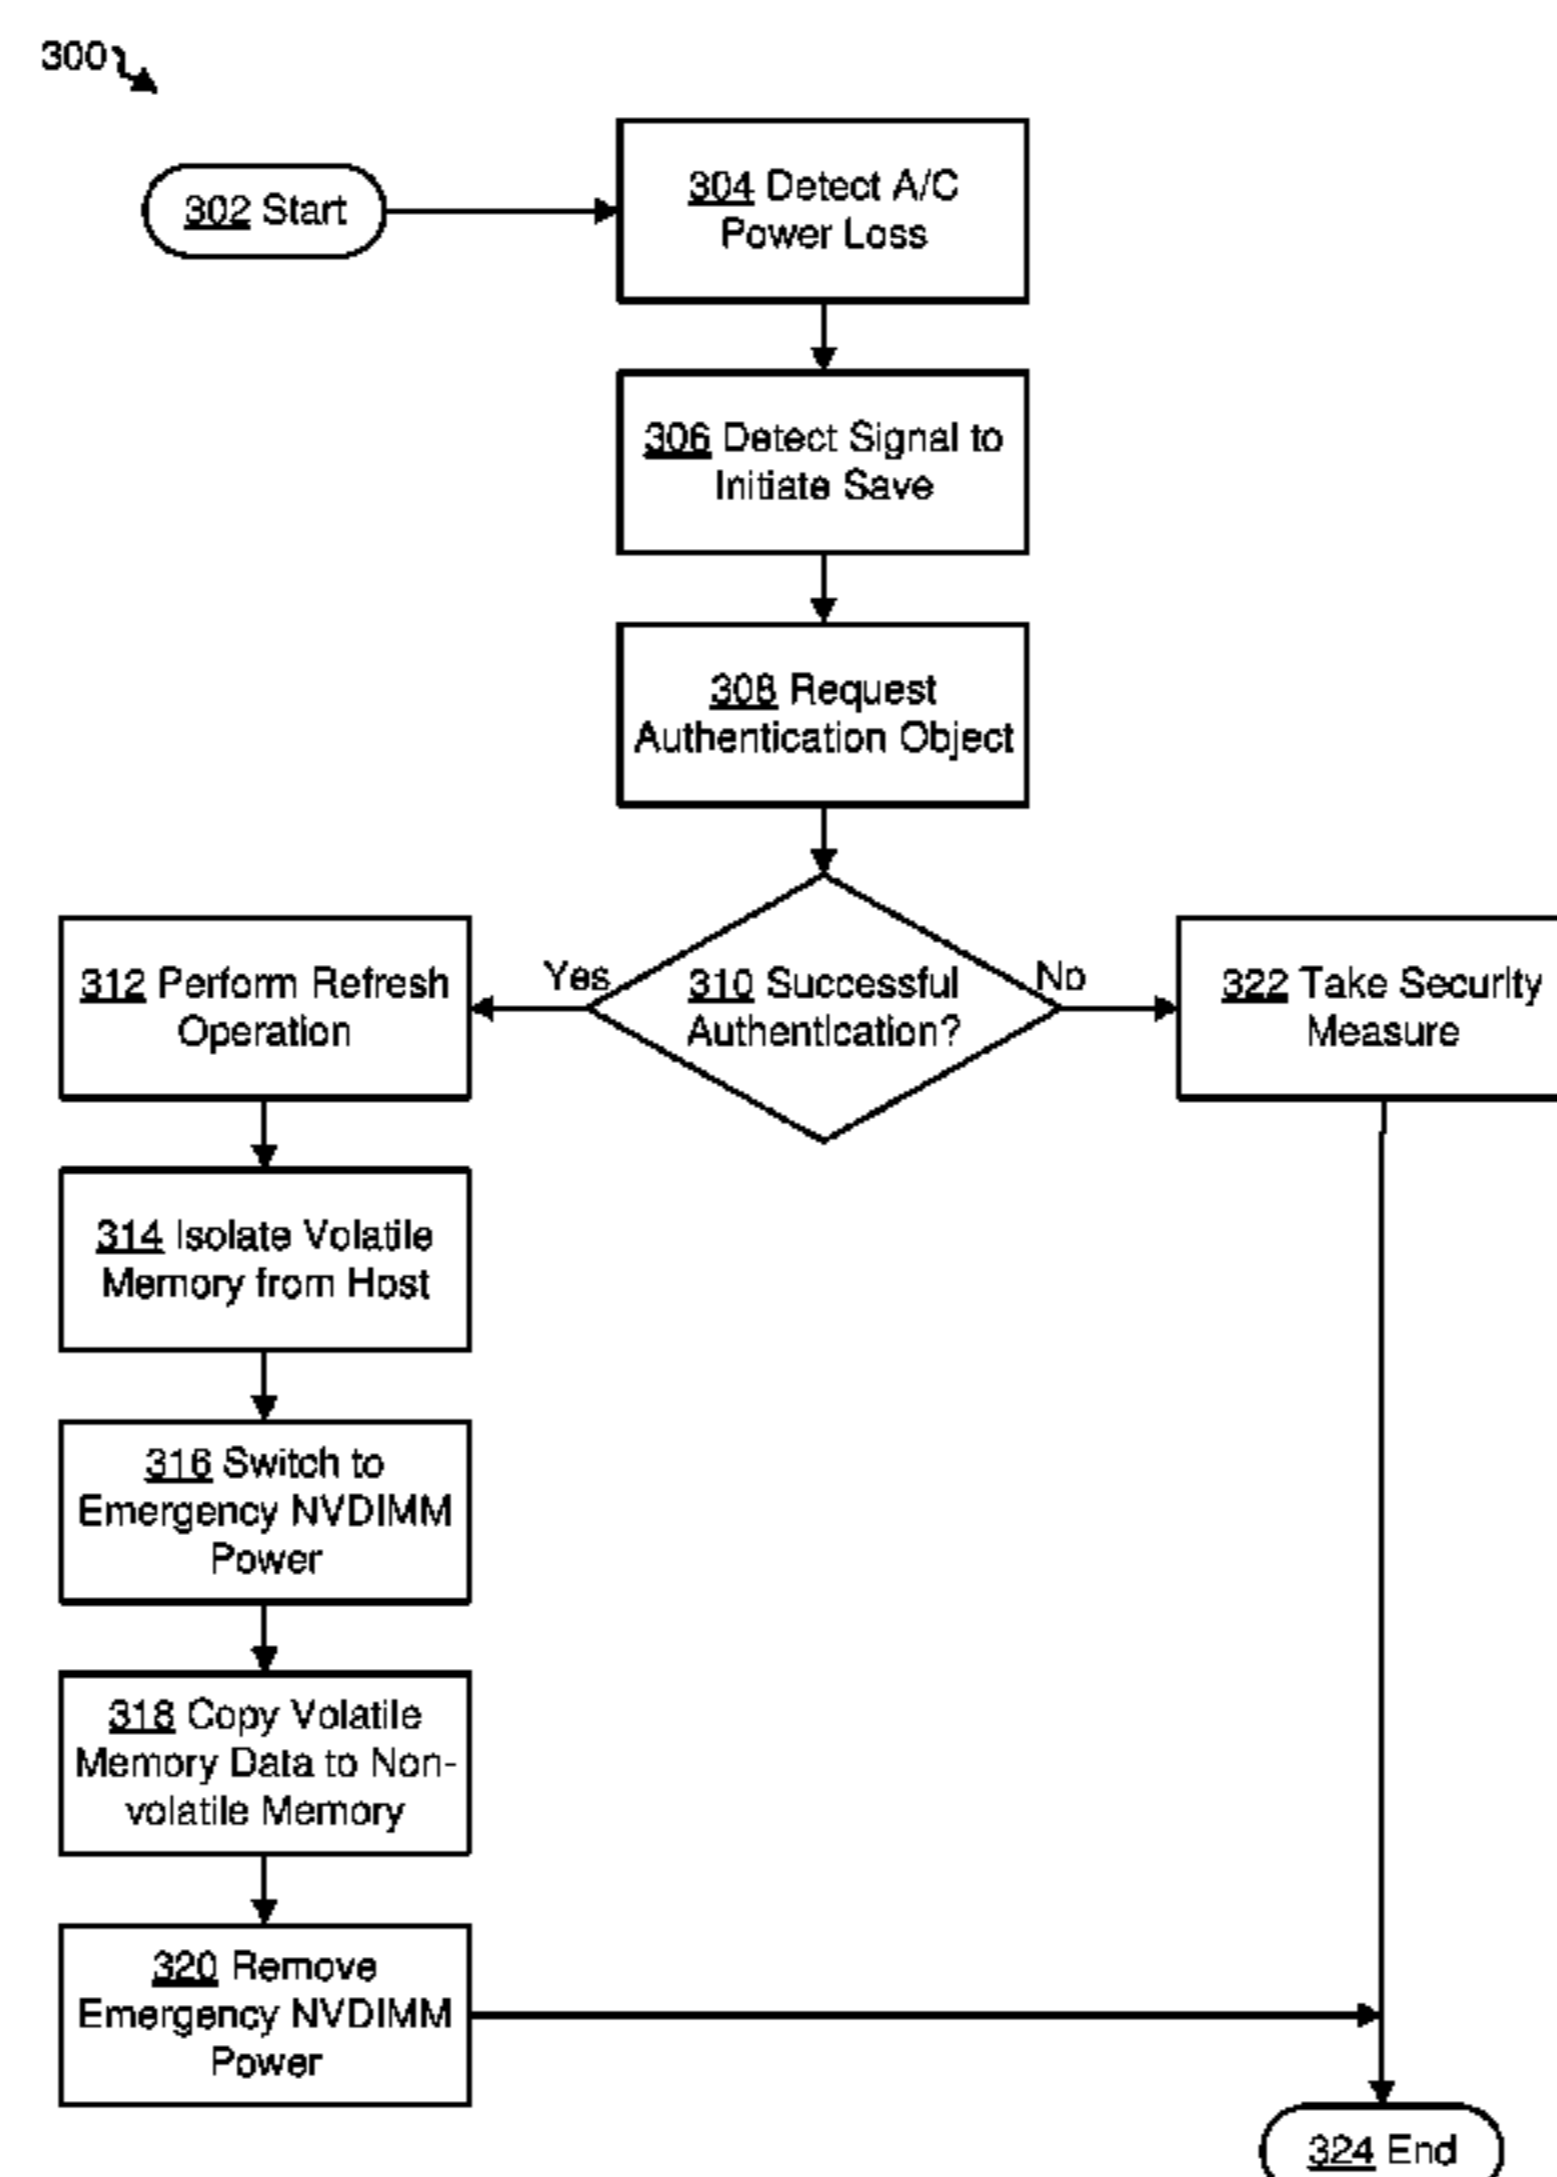 300
302 Start
304 Detect A/C
Power Loss
306 Detect Signal to
Initiate Save
308 Request
Authentication Object
310 Successful
Authentication?
Yes
No
312 Perform Refresh
Operation
322 Take Security
Measure
314 Isolate Volatile
Memory from Host
316 Switch to
Emergency NVDIMM
Power
318 Copy Volatile
Memory Data to Non-
volatile Memory
320 Remove
Emergency NVDIMM
Power
324 End